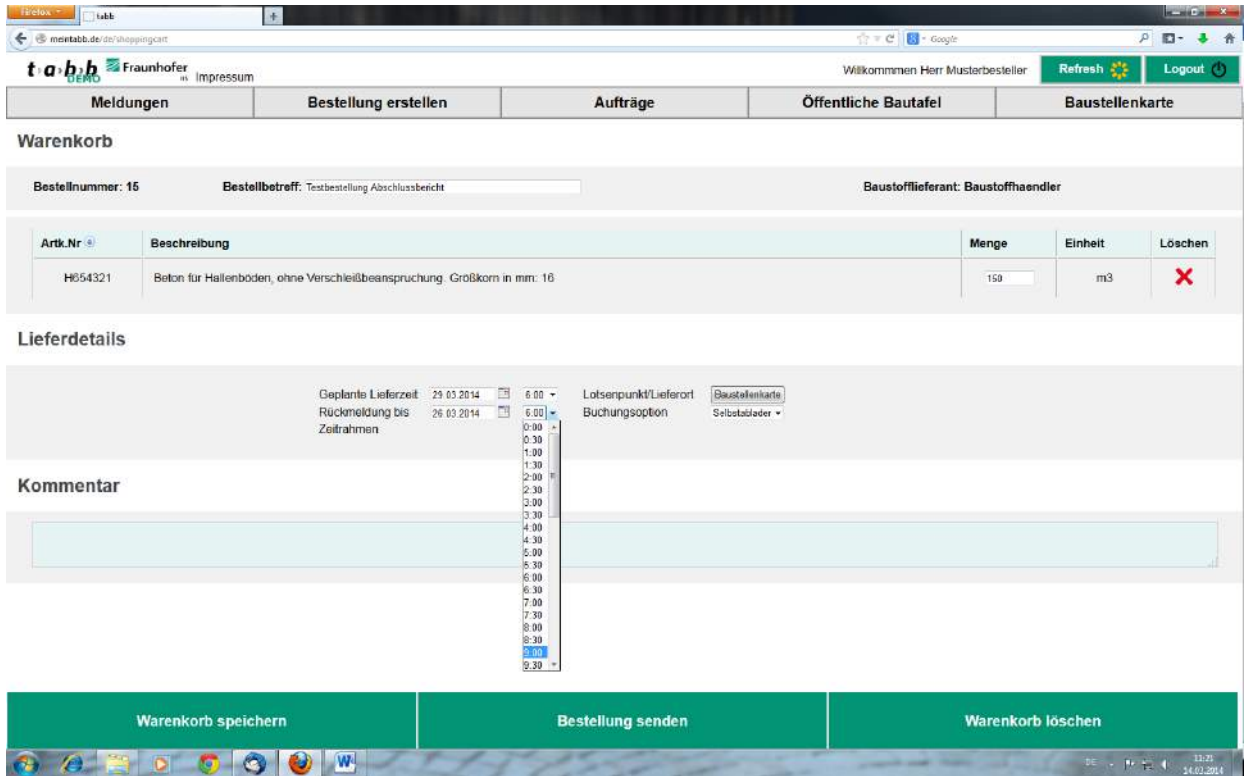 Firefox
tabb
meintabb.de/de/shoppingcart
Google
t a b b Fraunhofer
DEMO
IIS Impressum
Willkommmen Herr Musterbesteller
Refresh
Logout
Meldungen Bestellung erstellen Aufträge Öffentliche Bautafel Baustellenkarte
Warenkorb
Bestellnummer: 15 Bestellbetreff: Testbestellung Abschlussbericht Baustofflieferant: Baustoffhaendler
Artk.Nr Beschreibung Menge Einheit Löschen
H654321 Beton für Hallenböden, ohne Verschleißbeanspruchung. Größkorn in mm: 16 150 m3
Lieferdetails
Geplante Lieferzeit 29.03.2014 6:00 Lotsenpunkt/Lieferort Baustellenkarte
Rückmeldung bis 26.03.2014 6:00 Buchungsoption Selbstablader
Zeitrahmen
0:00
0:30
1:00
1:30
2:00
2:30
3:00
3:30
4:00
4:30
5:00
5:30
6:00
6:30
7:00
7:30
8:00
8:30
9:00
9:30
Kommentar
Warenkorb speichern Bestellung senden Warenkorb löschen
DE
13:21
14.03.2014